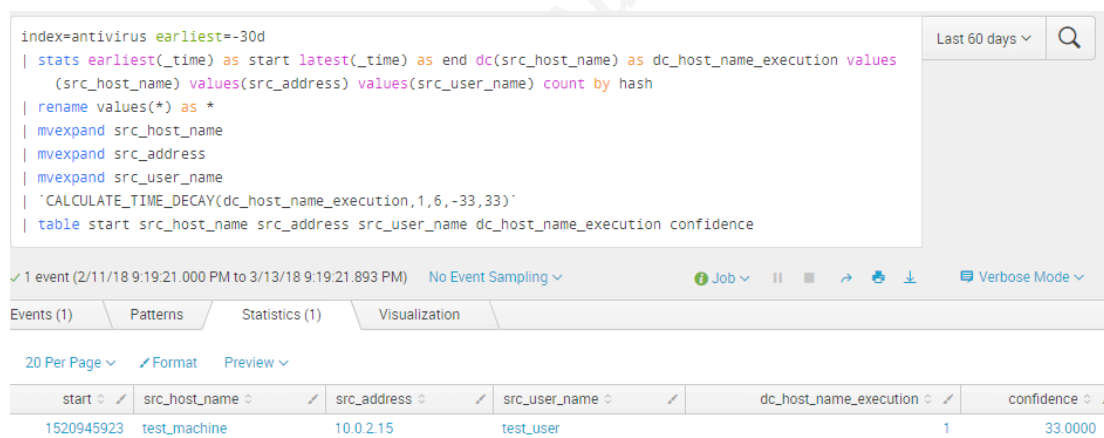 index=antivirus earliest=-30d
| stats earliest(_time) as start latest(_time) as end dc(src_host_name) as dc_host_name_execution values
(src_host_name) values(src_address) values(src_user_name) count by hash
| rename values(*) as *
| mvexpand src_host_name
| mvexpand src_address
| mvexpand src_user_name
| `CALCULATE_TIME_DECAY(dc_host_name_execution,1,6,-33,33)`
| table start src_host_name src_address src_user_name dc_host_name_execution confidence
Last 60 days
1 event (2/11/18 9:19:21.000 PM to 3/13/18 9:19:21.893 PM) No Event Sampling Job Verbose Mode
Events (1) Patterns Statistics (1) Visualization
20 Per Page Format Preview
start src_host_name src_address src_user_name dc_host_name_execution confidence
1520945923 test_machine 10.0.2.15 test_user 1 33.0000